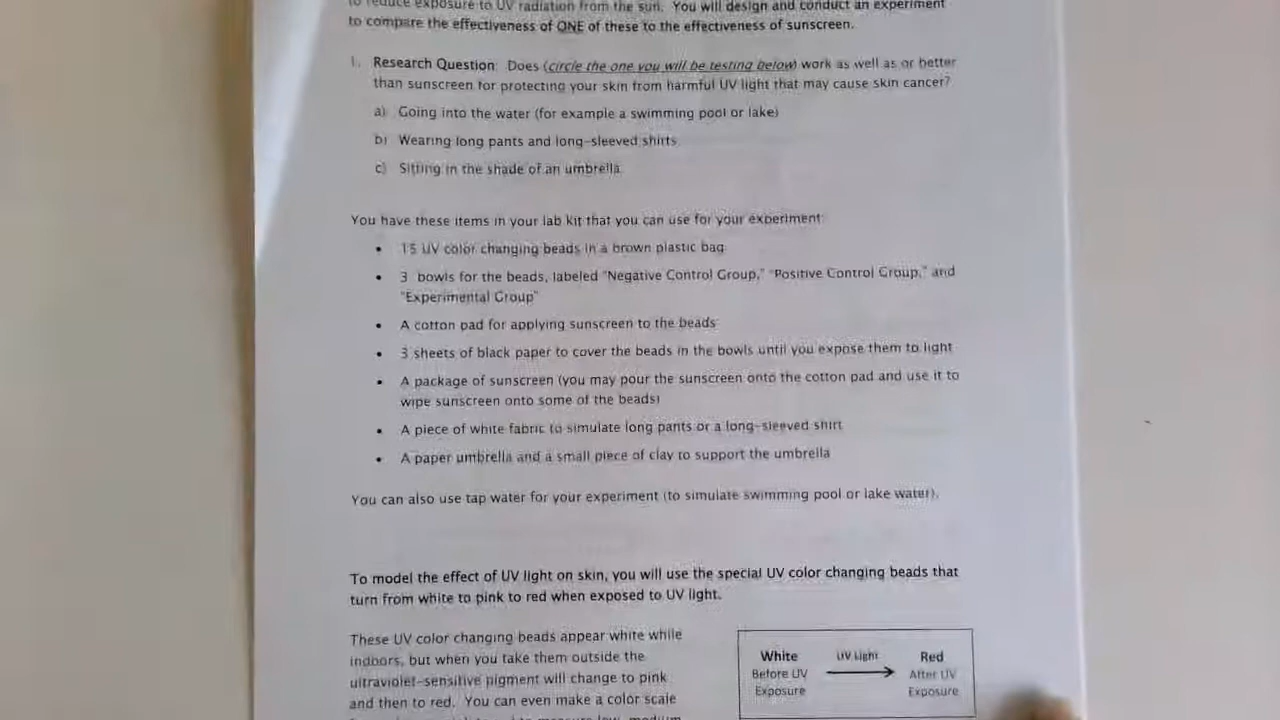 to reduce exposure to UV radiation from the sun. You will design and conduct an experiment
to compare the effectiveness of ONE of these to the effectiveness of sunscreen.
1. Research Question: Does (circle the one you will be testing below) work as well as or better
than sunscreen for protecting your skin from harmful UV light that may cause skin cancer?
a) Going into the water (for example a swimming pool or lake)
b) Wearing long pants and long-sleeved shirts
c) Sitting in the shade of an umbrella
You have these items in your lab kit that you can use for your experiment:
• 15 UV color changing beads in a brown plastic bag
• 3 bowls for the beads, labeled "Negative Control Group," "Positive Control Group," and
"Experimental Group"
• A cotton pad for applying sunscreen to the beads
• 3 sheets of black paper to cover the beads in the bowls until you expose them to light
• A package of sunscreen (you may pour the sunscreen onto the cotton pad and use it to
wipe sunscreen onto some of the beads)
• A piece of white fabric to simulate long pants or a long-sleeved shirt
• A paper umbrella and a small piece of clay to support the umbrella
You can also use tap water for your experiment (to simulate swimming pool or lake water).
To model the effect of UV light on skin, you will use the special UV color changing beads that
turn from white to pink to red when exposed to UV light.
These UV color changing beads appear white while
indoors, but when you take them outside the
ultraviolet-sensitive pigment will change to pink
and then to red. You can even make a color scale
White UV Light Red
Before UV After UV
Exposure Exposure